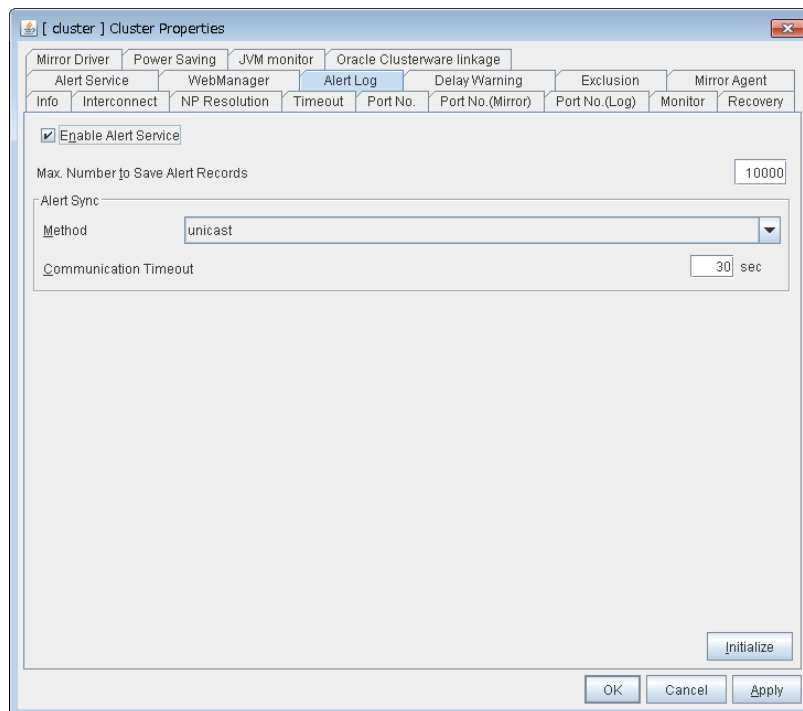 [ cluster ] Cluster Properties
Mirror Driver Power Saving JVM monitor Oracle Clusterware linkage
Alert Service WebManager Alert Log Delay Warning Exclusion Mirror Agent
Info Interconnect NP Resolution Timeout Port No. Port No.(Mirror) Port No.(Log) Monitor Recovery
Enable Alert Service
Max. Number to Save Alert Records 10000
Alert Sync
Method unicast
Communication Timeout 30 sec
Initialize
OK Cancel Apply